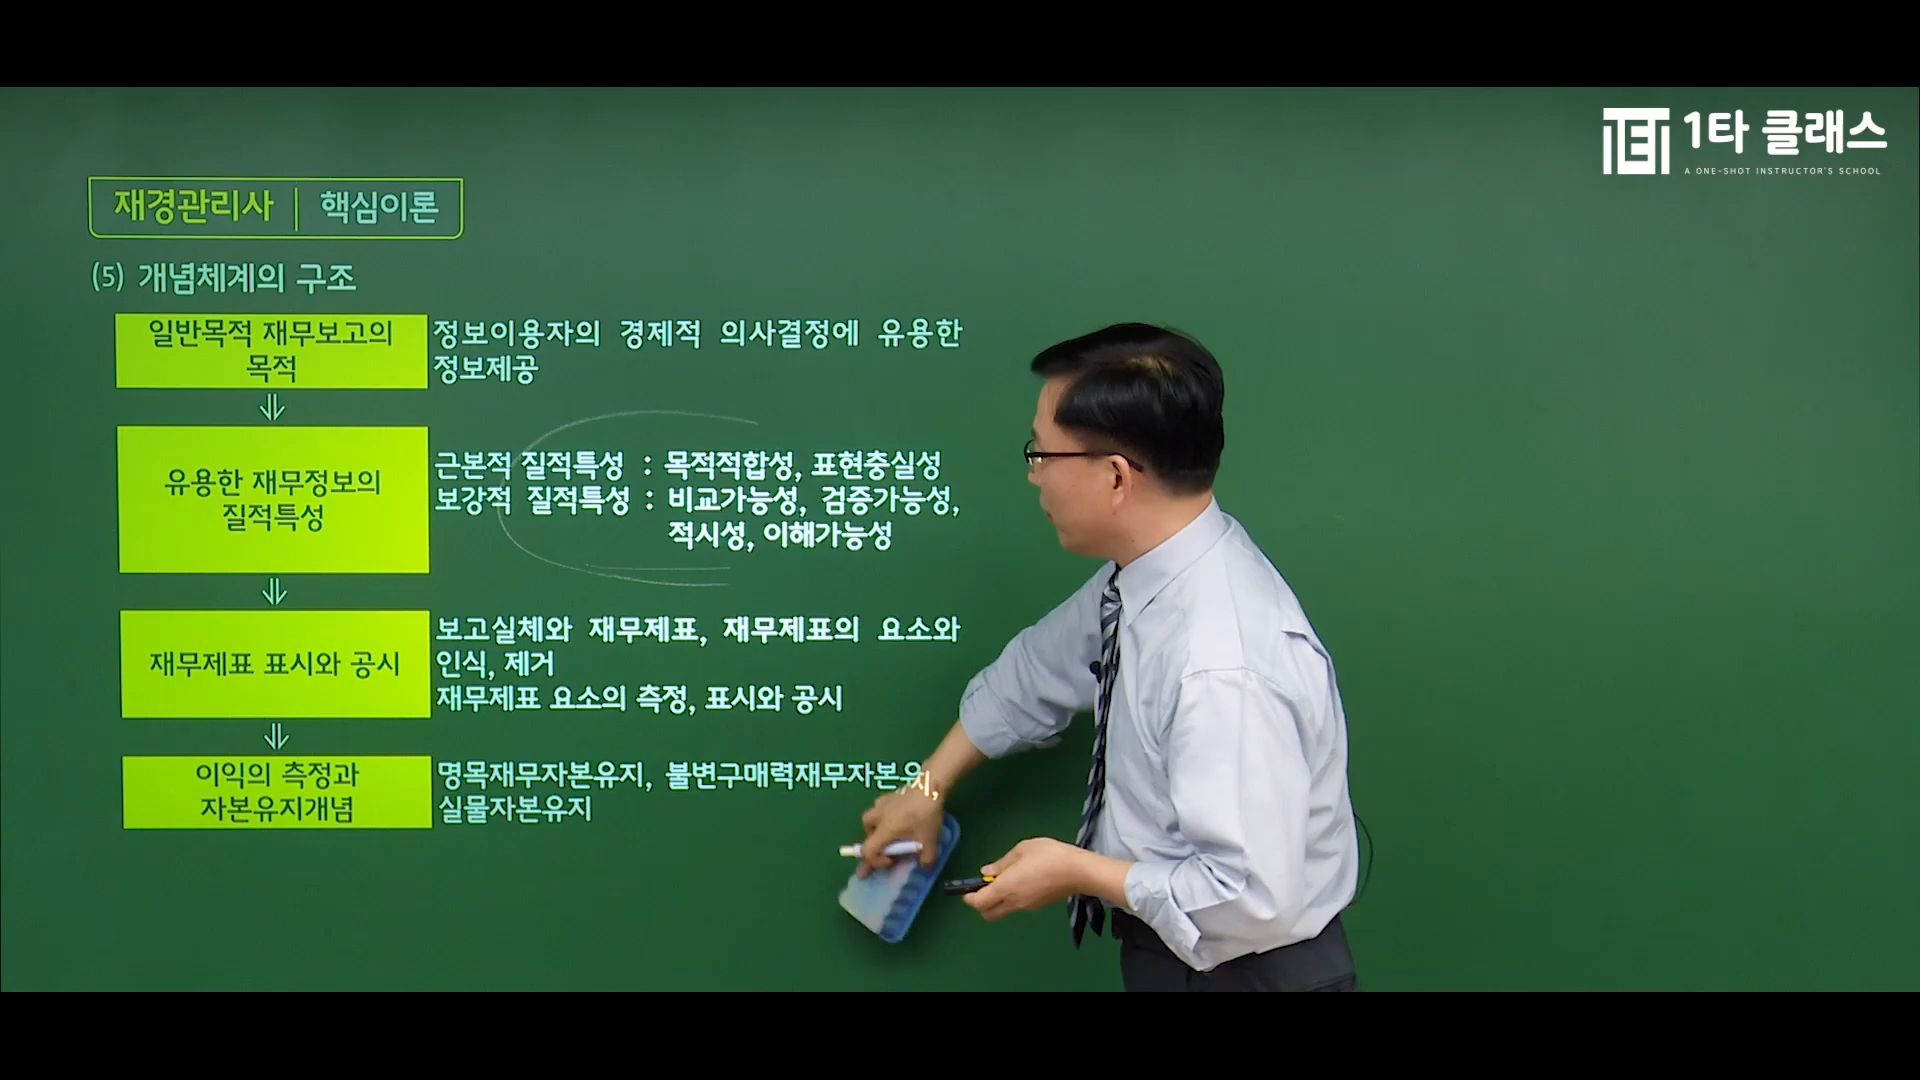 1타 클래스
A ONE-SHOT INSTRUCTOR'S SCHOOL
재경관리사 | 핵심이론
(5) 개념체계의 구조
일반목적 재무보고의
목적
정보이용자의 경제적 의사결정에 유용한
정보제공
⇓
유용한 재무정보의
질적특성
근본적 질적특성 : 목적적합성, 표현충실성
보강적 질적특성 : 비교가능성, 검증가능성,
적시성, 이해가능성
⇓
재무제표 표시와 공시
보고실체와 재무제표, 재무제표의 요소와
인식, 제거
재무제표 요소의 측정, 표시와 공시
⇓
이익의 측정과
자본유지개념
명목재무자본유지, 불변구매력재무자본유지,
실물자본유지